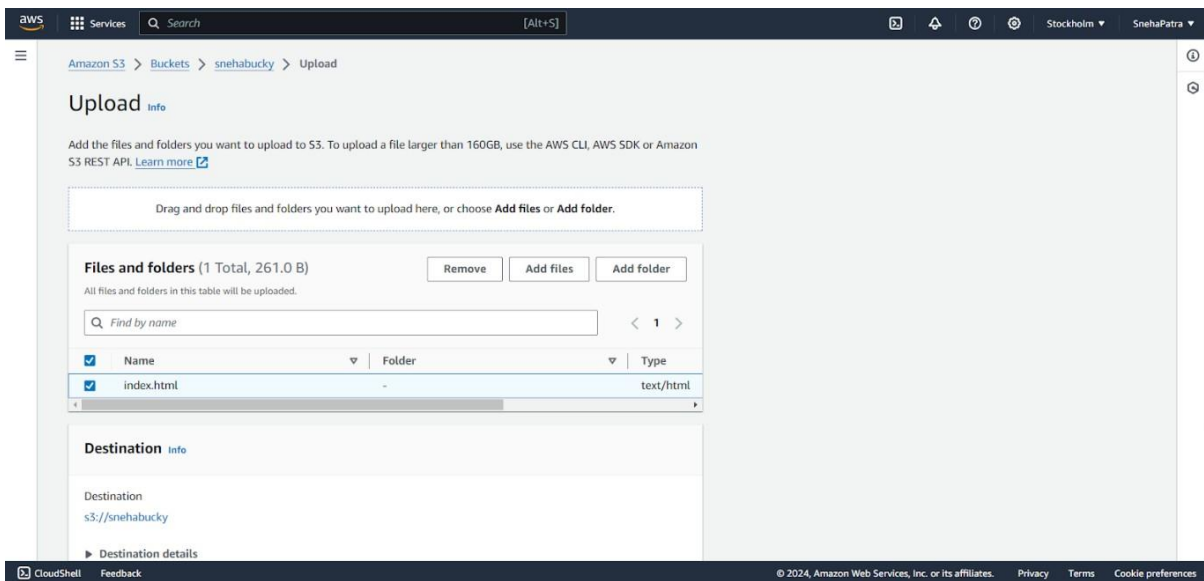 aws
Services
Search
[Alt+S]
Stockholm
SnehaPatra
Amazon S3 > Buckets > snehabucky > Upload
Upload Info
Add the files and folders you want to upload to S3. To upload a file larger than 160GB, use the AWS CLI, AWS SDK or Amazon
S3 REST API. Learn more
Drag and drop files and folders you want to upload here, or choose Add files or Add folder.
Files and folders (1 Total, 261.0 B)
Remove
Add files
Add folder
All files and folders in this table will be uploaded.
Find by name
< 1 >
Name
Folder
Type
index.html
-
text/html
Destination Info
Destination
s3://snehabucky
Destination details
CloudShell
Feedback
© 2024, Amazon Web Services, Inc. or its affiliates.
Privacy
Terms
Cookie preferences